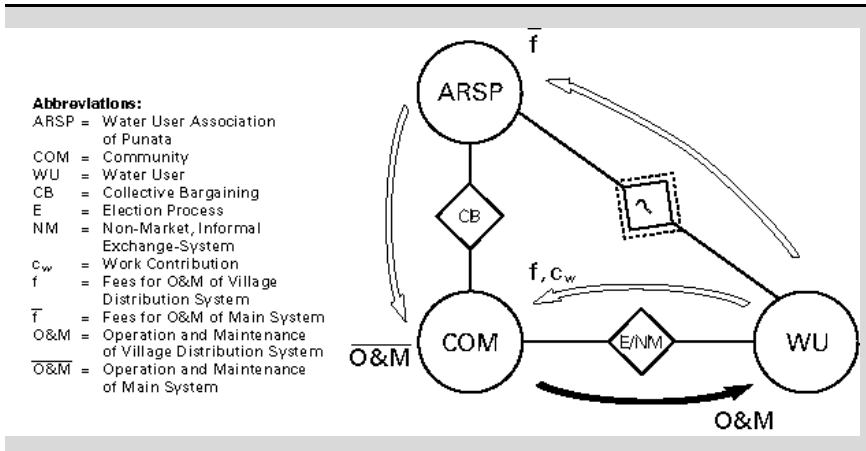 Abbreviations:
ARSP = Water User Association
of Punata
COM = Community
WU = Water User
CB = Collective Bargaining
E = Election Process
NM = Non-Market, Informal
Exchange-System
c_w = Work Contribution
f = Fees for O&M of Village
Distribution System
f̅ = Fees for O&M of Main System
O&M = Operation and Maintenance
of Village Distribution System
O̅&̅M̅ = Operation and Maintenance
of Main System
f̅
ARSP
CB
?
f, c_w
O̅&̅M̅
COM
E/NM
WU
O&M